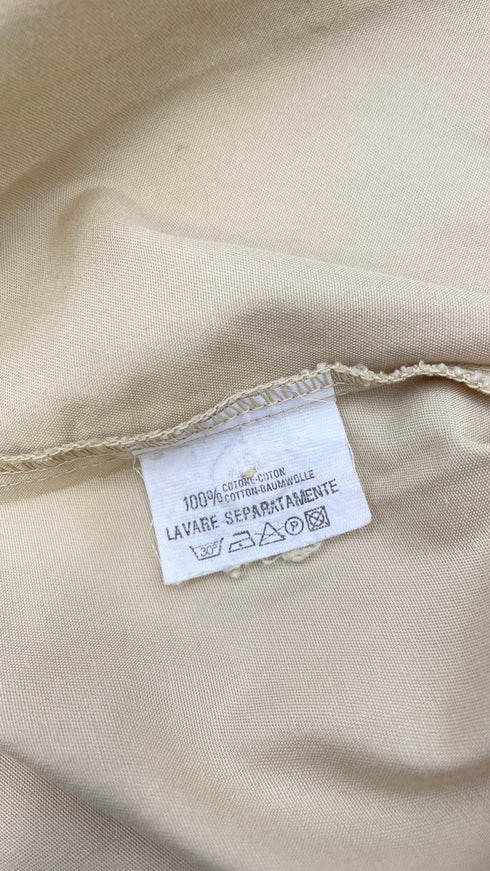 100% COTONE-COTON
COTTON-BAUMWOLLE
LAVARE SEPARATAMENTE
30° P